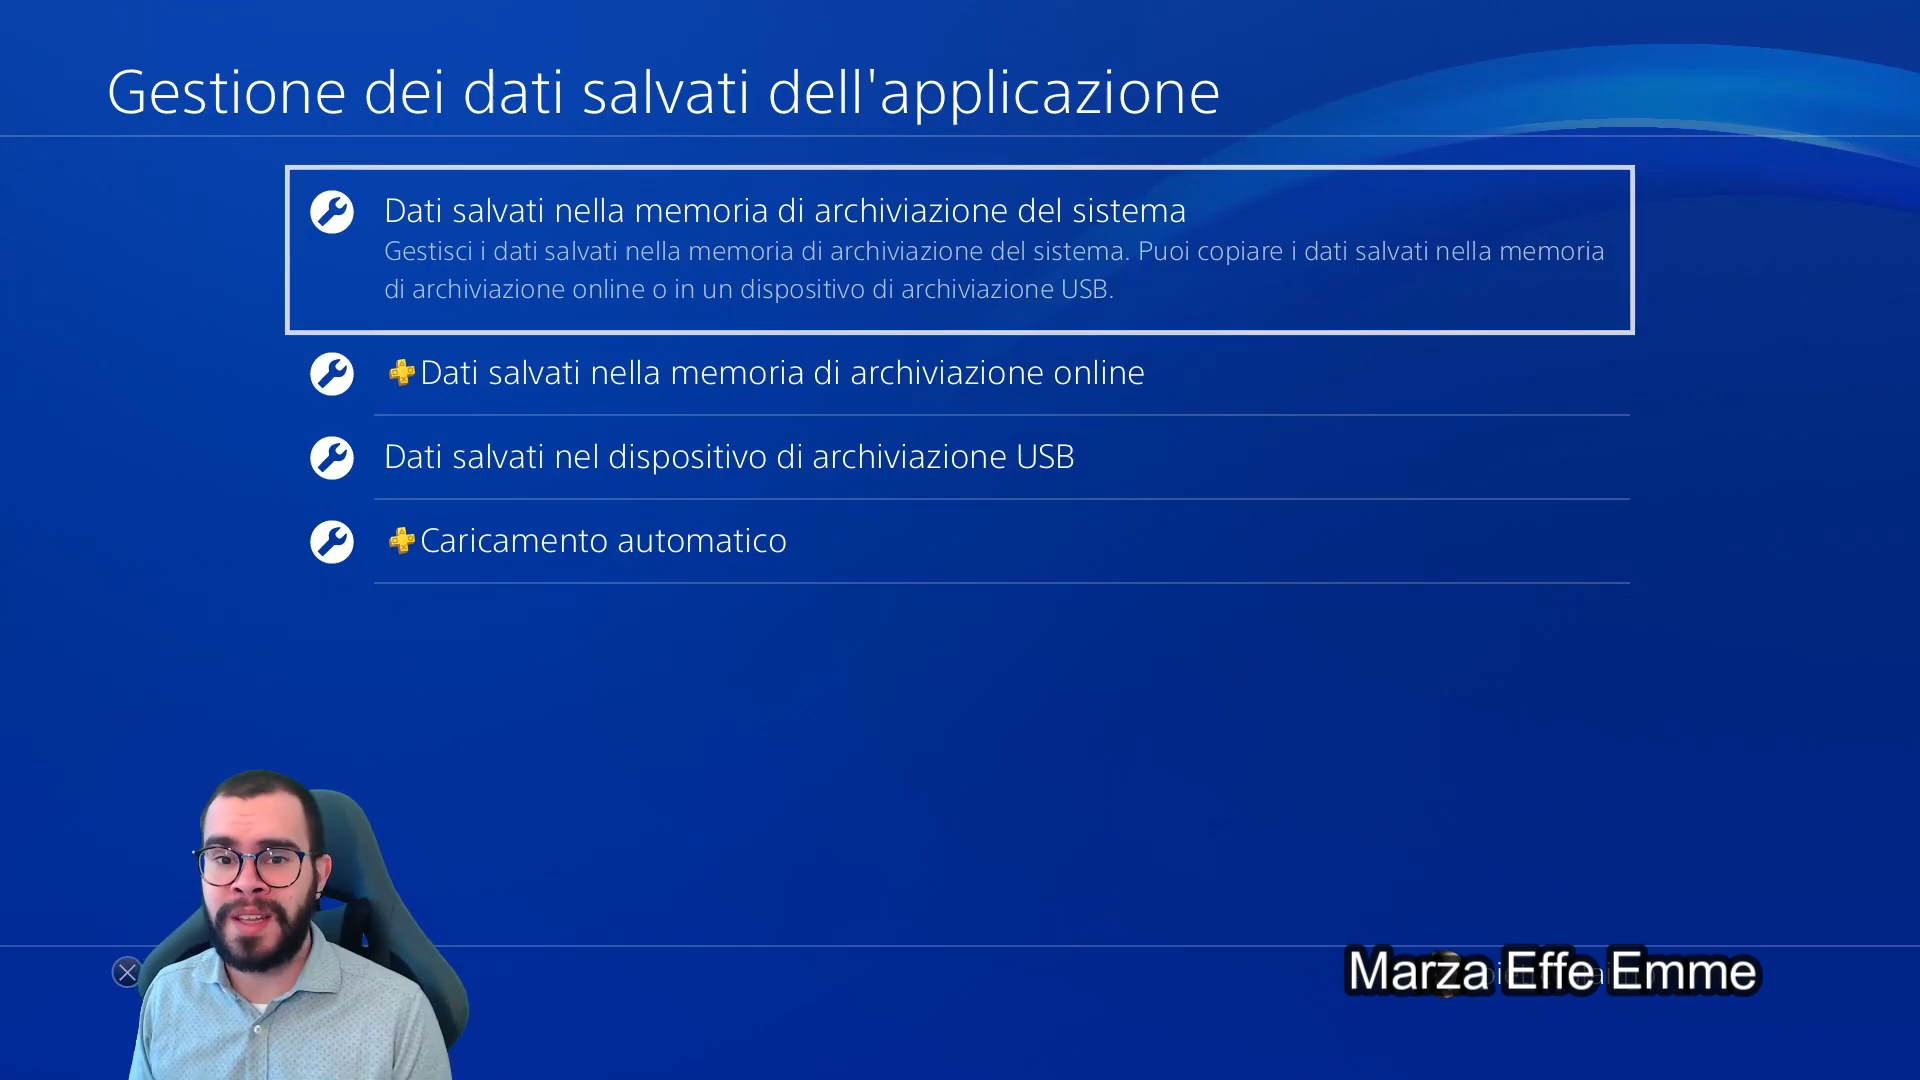 Gestione dei dati salvati dell'applicazione
Dati salvati nella memoria di archiviazione del sistema
Gestisci i dati salvati nella memoria di archiviazione del sistema. Puoi copiare i dati salvati nella memoria
di archiviazione online o in un dispositivo di archiviazione USB.
Dati salvati nella memoria di archiviazione online
Dati salvati nel dispositivo di archiviazione USB
Caricamento automatico
Marza Effe Emme